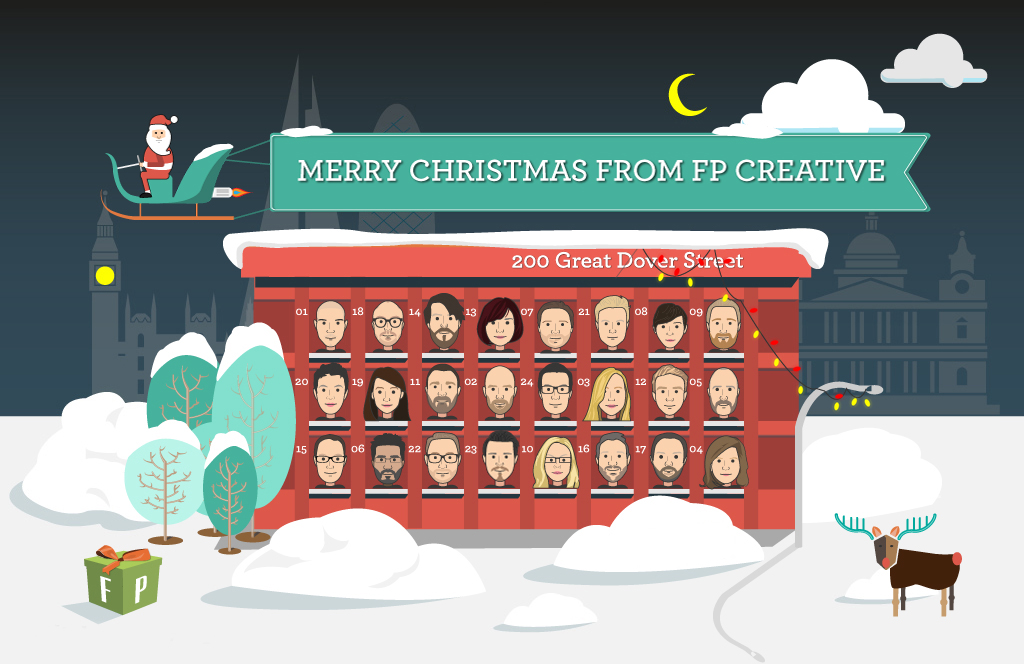 MERRY CHRISTMAS FROM FP CREATIVE
200 Great Dover Street
01 18 14 13 07 21 08 09
20 19 11 02 24 03 12 05
15 06 22 23 10 16 17 04
F P